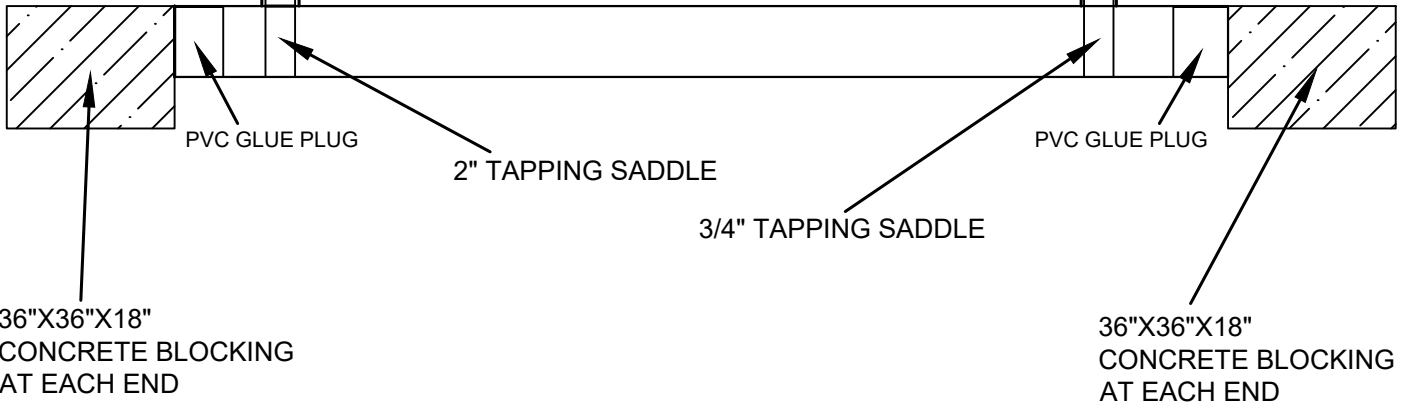 PVC GLUE PLUG
PVC GLUE PLUG
2" TAPPING SADDLE
3/4" TAPPING SADDLE
36"X36"X18"
CONCRETE BLOCKING
AT EACH END
36"X36"X18"
CONCRETE BLOCKING
AT EACH END